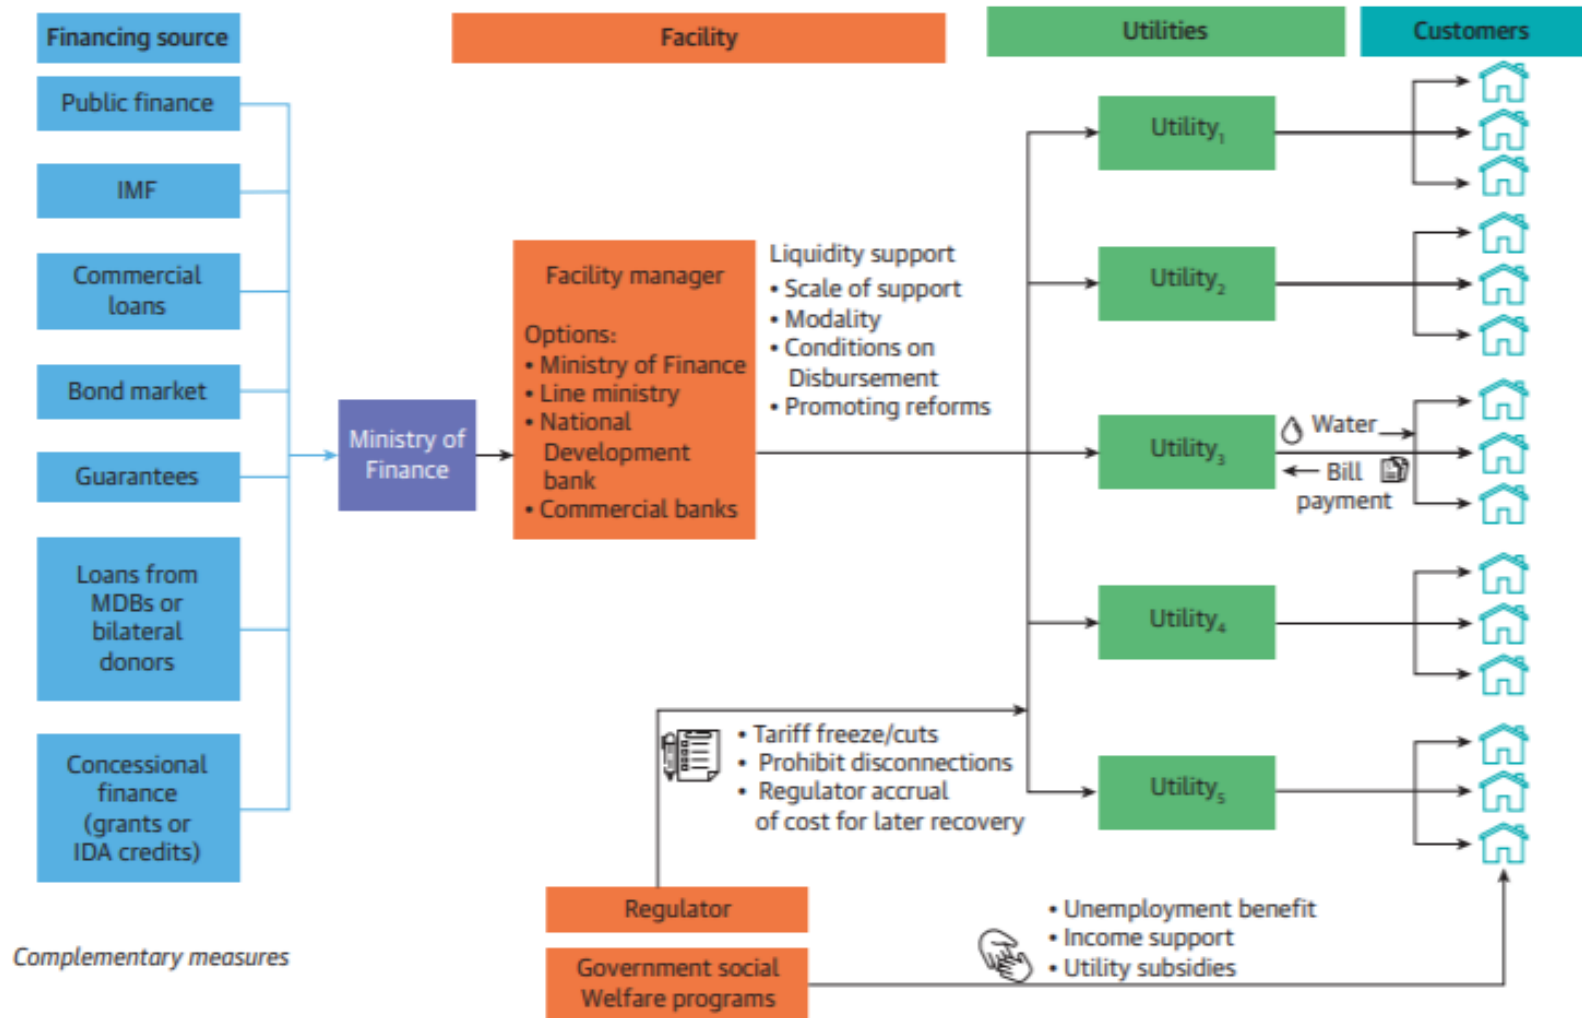 Financing source
Facility
Utilities
Customers
Public finance
IMF
Commercial
loans
Bond market
Guarantees
Loans from
MDBs or
bilateral
donors
Concessional
finance
(grants or
IDA credits)
Complementary measures
Ministry of
Finance
Facility manager
Options:
• Ministry of Finance
• Line ministry
• National
Development
bank
• Commercial banks
Liquidity support
• Scale of support
• Modality
• Conditions on
Disbursement
• Promoting reforms
Utility₁
Utility₂
Utility₃
Utility₄
Utility₅
Water
Bill
payment
• Tariff freeze/cuts
• Prohibit disconnections
• Regulator accrual
of cost for later recovery
Regulator
Government social
Welfare programs
• Unemployment benefit
• Income support
• Utility subsidies